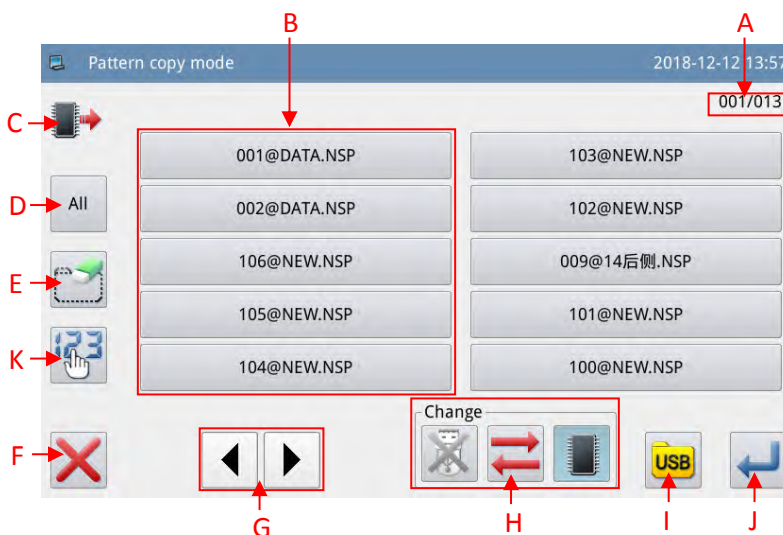 B
A
Pattern copy mode
2018-12-12 13:57
001/013
C
001@DATA.NSP
103@NEW.NSP
D
All
002@DATA.NSP
102@NEW.NSP
E
106@NEW.NSP
009@14后侧.NSP
105@NEW.NSP
101@NEW.NSP
K
123
104@NEW.NSP
100@NEW.NSP
Change
F
USB
G
H
I
J